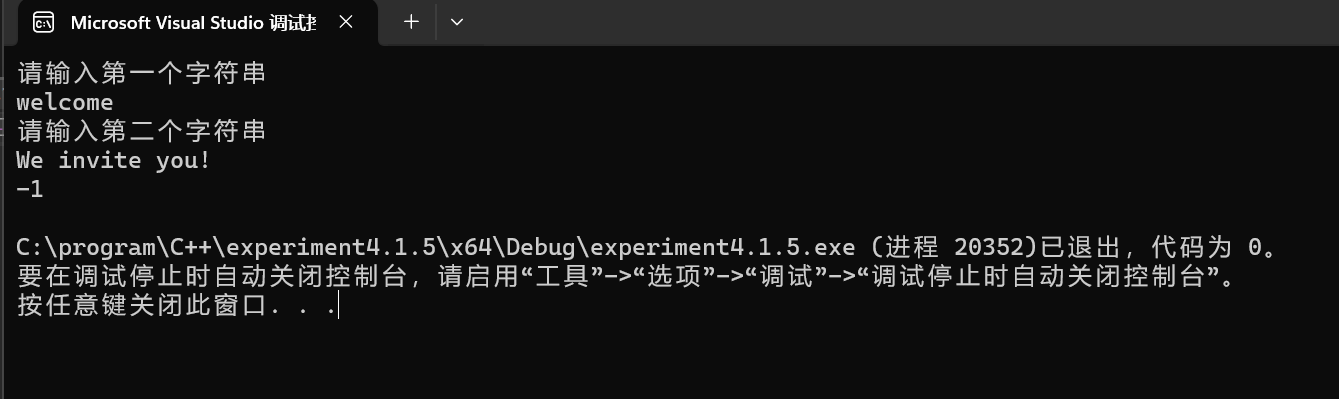 Microsoft Visual Studio 调试控
请输入第一个字符串
welcome
请输入第二个字符串
We invite you!
-1
C:\program\C++\experiment4.1.5\x64\Debug\experiment4.1.5.exe (进程 20352)已退出，代码为 0。
要在调试停止时自动关闭控制台，请启用“工具”->“选项”->“调试”->“调试停止时自动关闭控制台”。
按任意键关闭此窗口. . .